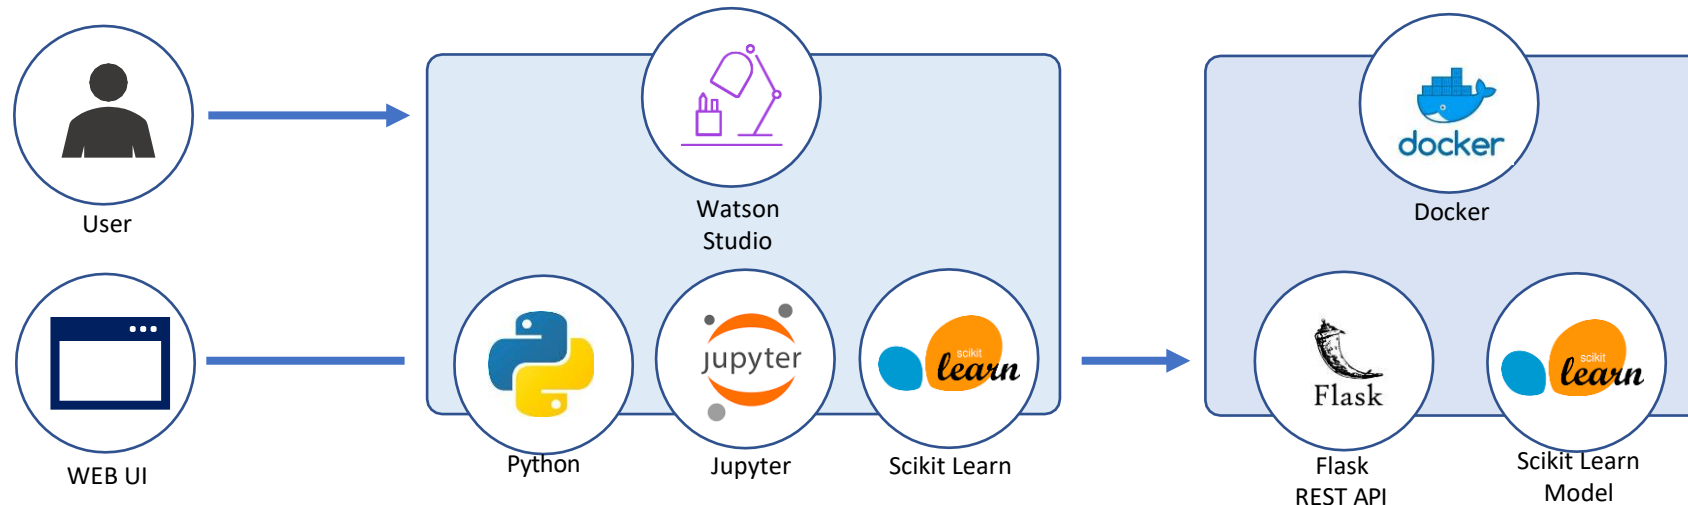 docker
User
Watson
Studio
Docker
jupyter
scikit
learn
Flask
scikit
learn
WEB UI
Python
Jupyter
Scikit Learn
Flask
REST API
Scikit Learn
Model